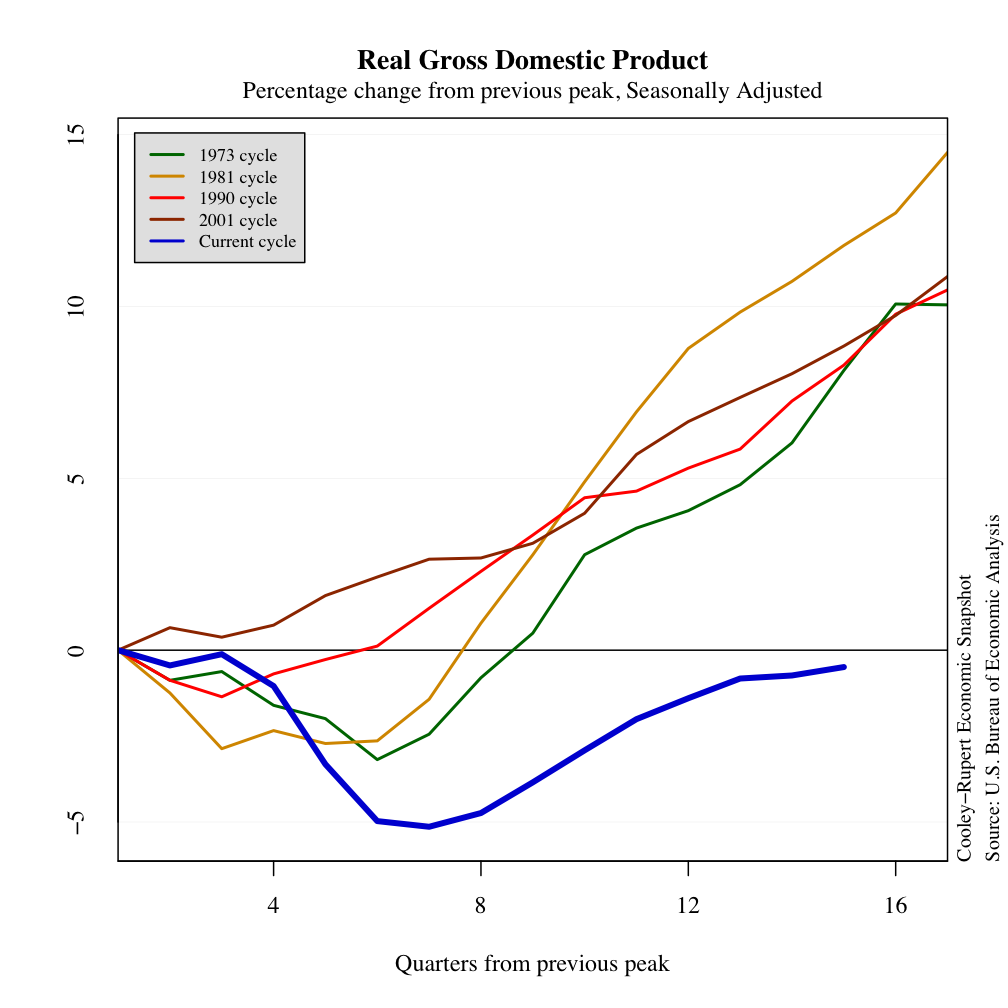 Real Gross Domestic Product
Percentage change from previous peak, Seasonally Adjusted
1973 cycle
1981 cycle
1990 cycle
2001 cycle
Current cycle
15
10
5
0
−5
4 8 12 16
Quarters from previous peak
Cooley−Rupert Economic Snapshot
Source: U.S. Bureau of Economic Analysis